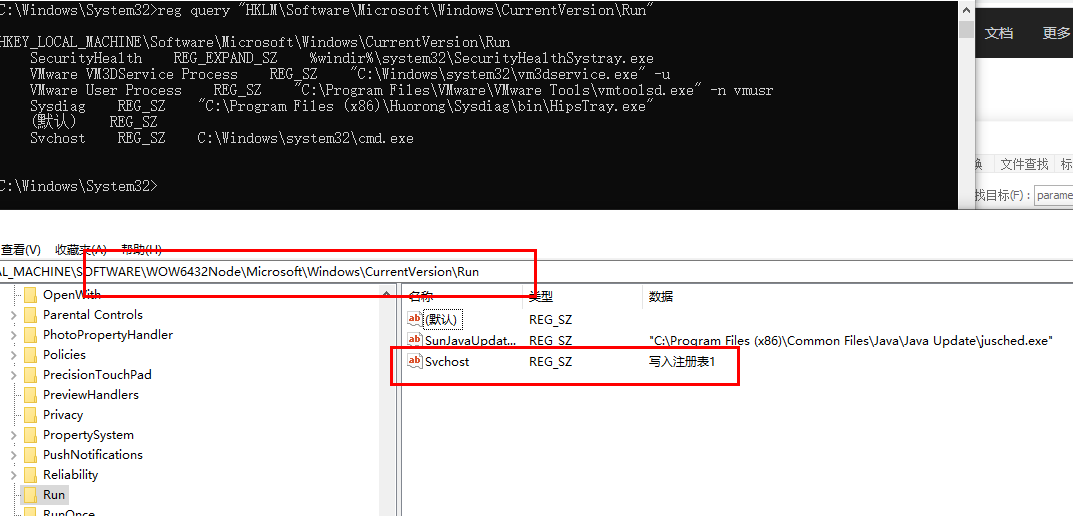 C:\Windows\System32>reg query "HKLM\Software\Microsoft\Windows\CurrentVersion\Run"
HKEY_LOCAL_MACHINE\Software\Microsoft\Windows\CurrentVersion\Run
SecurityHealth REG_EXPAND_SZ %windir%\system32\SecurityHealthSystray.exe
VMware VM3DService Process REG_SZ "C:\Windows\system32\vm3dservice.exe" -u
VMware User Process REG_SZ "C:\Program Files\VMware\VMware Tools\vmtoolsd.exe" -n vmusr
Sysdiag REG_SZ "C:\Program Files (x86)\Huorong\Sysdiag\bin\HipsTray.exe"
(默认) REG_SZ
Svchost REG_SZ C:\Windows\system32\cmd.exe
C:\Windows\System32>
文档 更多
换 文件查找 标
找目标(F)： parame
查看(V) 收藏夹(A) 帮助(H)
AL_MACHINE\SOFTWARE\WOW6432Node\Microsoft\Windows\CurrentVersion\Run
OpenWith
Parental Controls
PhotoPropertyHandler
Policies
PrecisionTouchPad
PreviewHandlers
Privacy
PropertySystem
PushNotifications
Reliability
Run
RunOnce
名称 类型 数据
(默认) REG_SZ
SunJavaUpdat... REG_SZ "C:\Program Files (x86)\Common Files\Java\Java Update\jusched.exe"
Svchost REG_SZ 写入注册表1